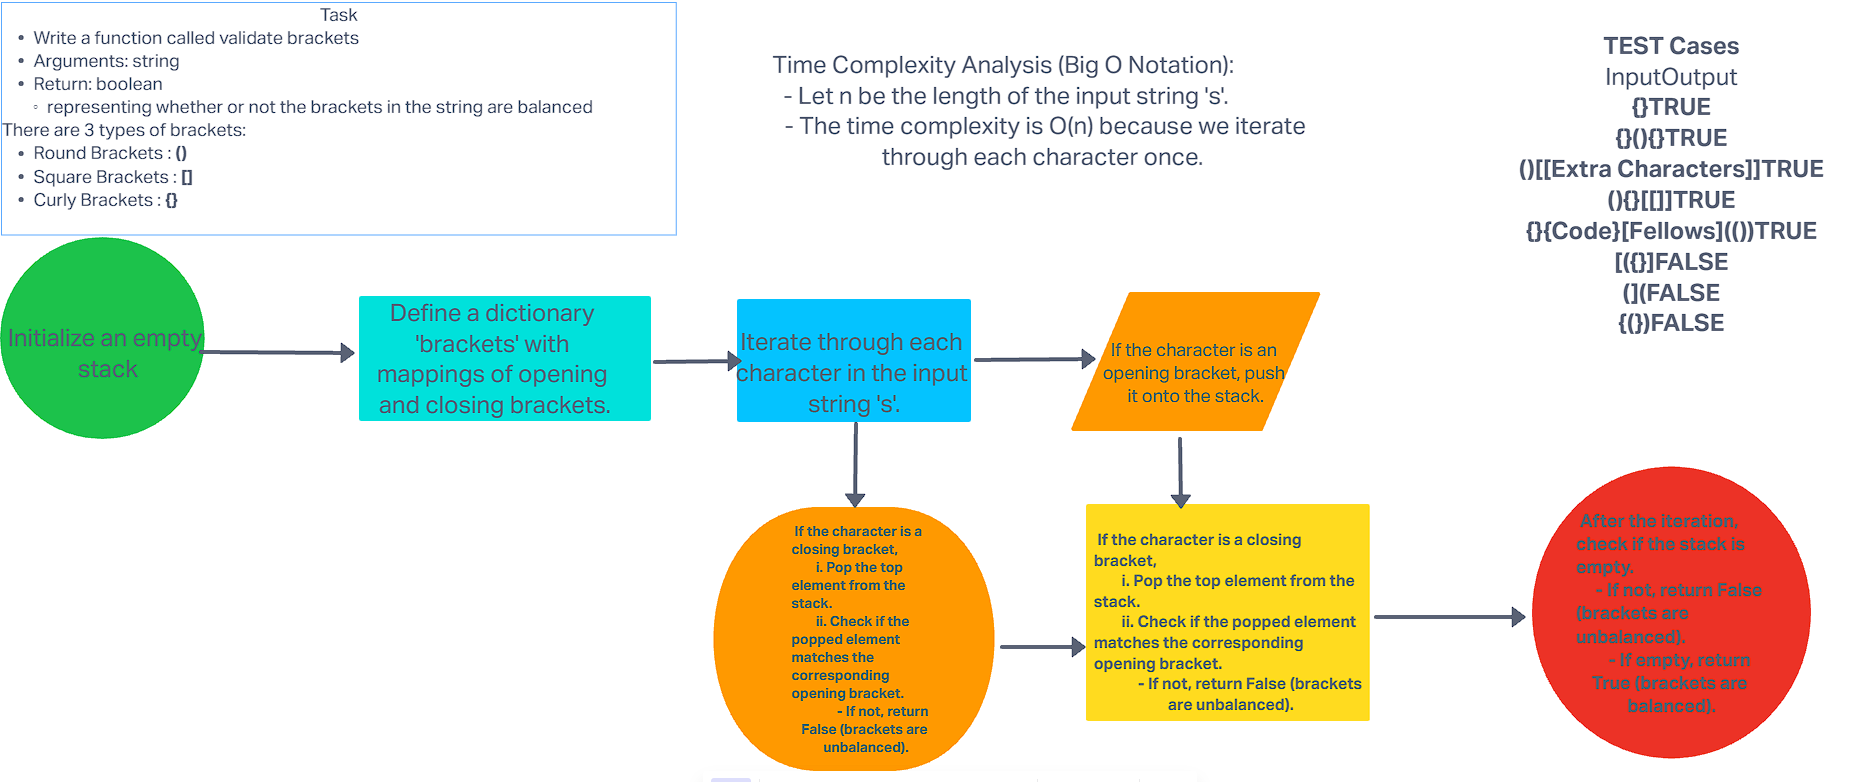 Task
• Write a function called validate brackets
• Arguments: string
• Return: boolean
◦ representing whether or not the brackets in the string are balanced
There are 3 types of brackets:
• Round Brackets : ()
• Square Brackets : []
• Curly Brackets : {}
Time Complexity Analysis (Big O Notation):
- Let n be the length of the input string 's'.
- The time complexity is O(n) because we iterate
through each character once.
TEST Cases
InputOutput
{}TRUE
{}(){}TRUE
()[[Extra Characters]]TRUE
(){}[[]]TRUE
{}{Code}[Fellows](())TRUE
[({}]FALSE
(](FALSE
{(})FALSE
Initialize an empty
stack
Define a dictionary
'brackets' with
mappings of opening
and closing brackets.
Iterate through each
character in the input
string 's'.
If the character is an
opening bracket, push
it onto the stack.
If the character is a
closing bracket,
i. Pop the top
element from the
stack.
ii. Check if the
popped element
matches the
corresponding
opening bracket.
- If not, return
False (brackets are
unbalanced).
If the character is a closing
bracket,
i. Pop the top element from the
stack.
ii. Check if the popped element
matches the corresponding
opening bracket.
- If not, return False (brackets
are unbalanced).
After the iteration,
check if the stack is
empty.
- If not, return False
(brackets are
unbalanced).
- If empty, return
True (brackets are
balanced).